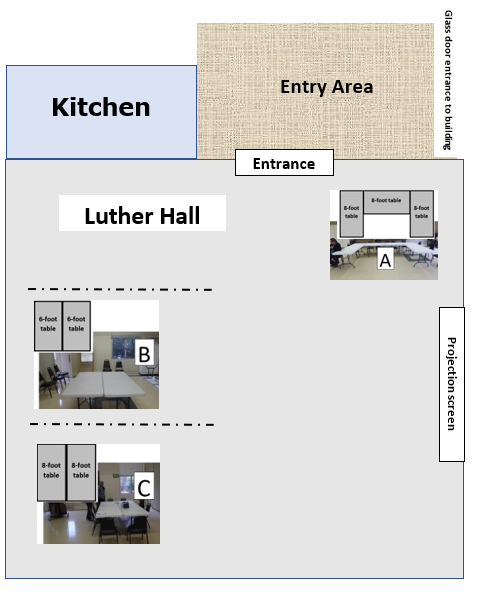 Glass door entrance to building
Entry Area
Kitchen
Entrance
Luther Hall
8-foot
table
8-foot table
8-foot
table
A
6-foot
table
6-foot
table
B
Projection screen
8-foot
table
8-foot
table
C